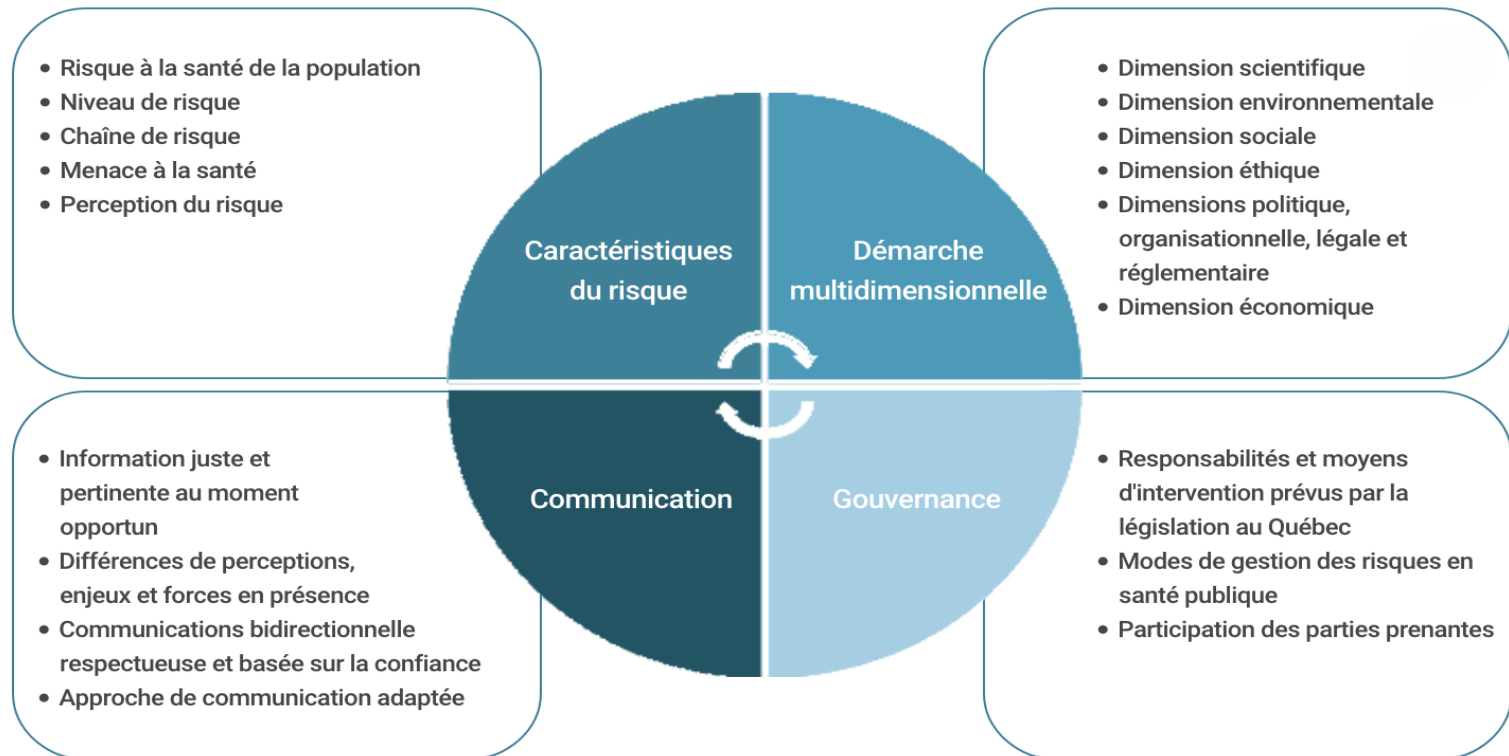 • Risque à la santé de la population
• Niveau de risque
• Chaîne de risque
• Menace à la santé
• Perception du risque
Caractéristiques
du risque
Démarche
multidimensionnelle
• Dimension scientifique
• Dimension environnementale
• Dimension sociale
• Dimension éthique
• Dimensions politique,
organisationnelle, légale et
réglementaire
• Dimension économique
• Information juste et
pertinente au moment
opportun
• Différences de perceptions,
enjeux et forces en présence
• Communications bidirectionnelle
respectueuse et basée sur la confiance
• Approche de communication adaptée
Communication
Gouvernance
• Responsabilités et moyens
d'intervention prévus par la
législation au Québec
• Modes de gestion des risques en
santé publique
• Participation des parties prenantes